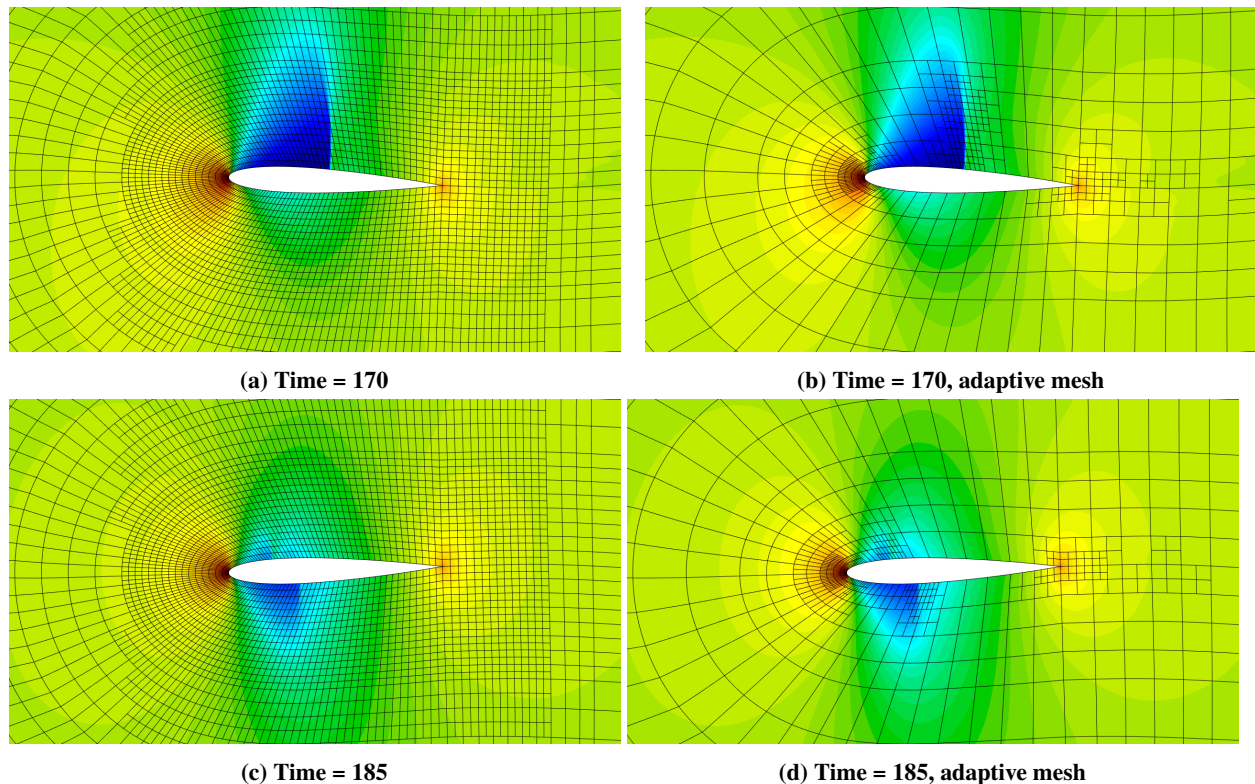 (a) Time = 170
(b) Time = 170, adaptive mesh
(c) Time = 185
(d) Time = 185, adaptive mesh